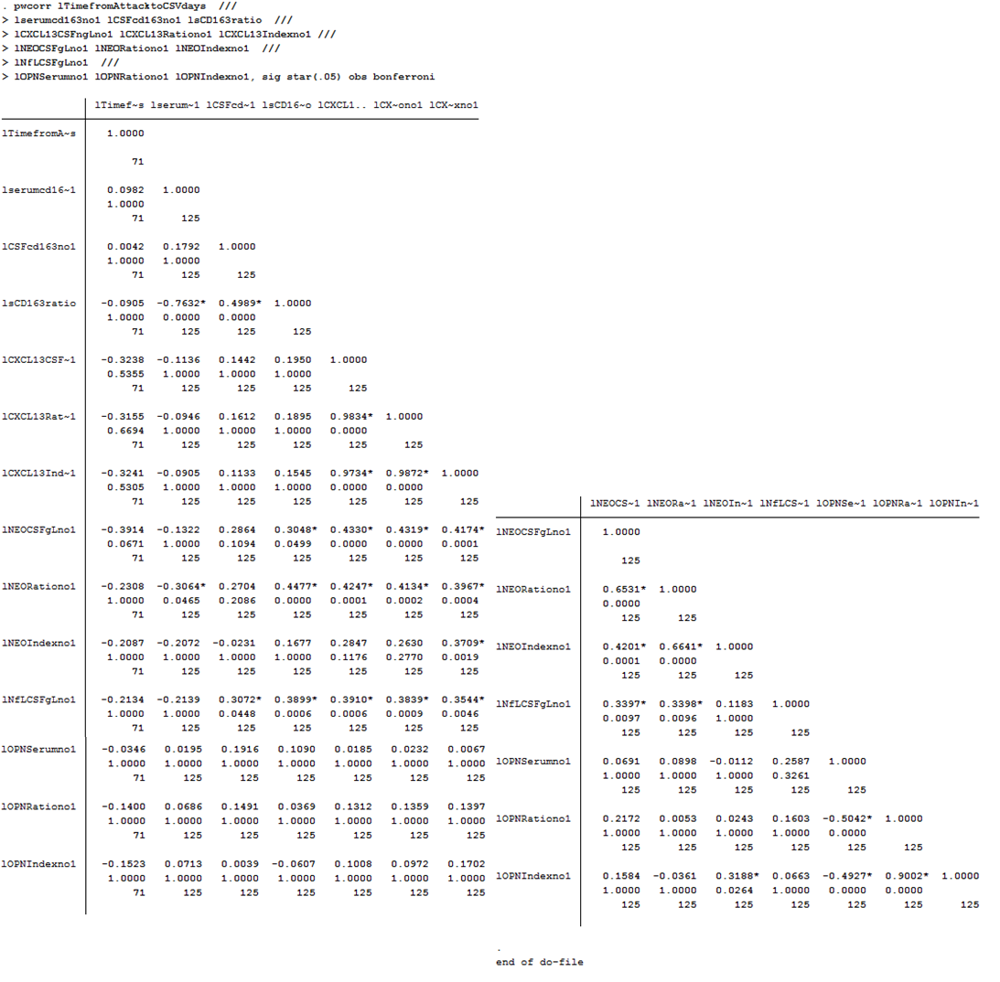 . pwcorr lTimefromAttacktoCSVdays  ///
> lserumcd163no1 lCSFcd163no1 lsCD163ratio  ///
> lCXCL13CSFngLno1 lCXCL13Rationo1 lCXCL13Indexno1 ///
> lNEOCSFgLno1 lNEORationo1 lNEOIndexno1  ///
> lNfLCSFgLno1  ///
> lOPNSerumno1 lOPNRationo1 lOPNIndexno1, sig star(.05) obs bonferroni
lTimef~s lserum~1 lCSFcd~1 lsCD16~o lCXCL1.. lCX~ono1 lCX~xno1
lTimefromA~s 1.0000
71
lserumcd16~1 0.0982 1.0000
1.0000
71 125
lCSFcd163no1 0.0042 0.1792 1.0000
1.0000 1.0000
71 125 125
lsCD163ratio -0.0905 -0.7632* 0.4989* 1.0000
1.0000 0.0000 0.0000
71 125 125 125
lCXCL13CSF~1 -0.3238 -0.1136 0.1442 0.1950 1.0000
0.5355 1.0000 1.0000 1.0000
71 125 125 125 125
lCXCL13Rat~1 -0.3155 -0.0946 0.1612 0.1895 0.9834* 1.0000
0.6694 1.0000 1.0000 1.0000 0.0000
71 125 125 125 125 125
lCXCL13Ind~1 -0.3241 -0.0905 0.1133 0.1545 0.9734* 0.9872* 1.0000
0.5305 1.0000 1.0000 1.0000 0.0000 0.0000
71 125 125 125 125 125 125
lNEOCSFgLno1 -0.3914 -0.1322 0.2864 0.3048* 0.4330* 0.4319* 0.4174*
0.0671 1.0000 0.1094 0.0499 0.0000 0.0000 0.0001
71 125 125 125 125 125 125
lNEORationo1 -0.2308 -0.3064* 0.2704 0.4477* 0.4247* 0.4134* 0.3967*
1.0000 0.0465 0.2086 0.0000 0.0001 0.0002 0.0004
71 125 125 125 125 125 125
lNEOIndexno1 -0.2087 -0.2072 -0.0231 0.1677 0.2847 0.2630 0.3709*
1.0000 1.0000 1.0000 1.0000 0.1176 0.2770 0.0019
71 125 125 125 125 125 125
lNfLCSFgLno1 -0.2134 -0.2139 0.3072* 0.3899* 0.3910* 0.3839* 0.3544*
1.0000 1.0000 0.0448 0.0006 0.0006 0.0009 0.0046
71 125 125 125 125 125 125
lOPNSerumno1 -0.0346 0.0195 0.1916 0.1090 0.0185 0.0232 0.0067
1.0000 1.0000 1.0000 1.0000 1.0000 1.0000 1.0000
71 125 125 125 125 125 125
lOPNRationo1 -0.1400 0.0686 0.1491 0.0369 0.1312 0.1359 0.1397
1.0000 1.0000 1.0000 1.0000 1.0000 1.0000 1.0000
71 125 125 125 125 125 125
lOPNIndexno1 -0.1523 0.0713 0.0039 -0.0607 0.1008 0.0972 0.1702
1.0000 1.0000 1.0000 1.0000 1.0000 1.0000 1.0000
71 125 125 125 125 125 125
lNEOCS~1 lNEORa~1 lNEOIn~1 lNfLCS~1 lOPNSe~1 lOPNRa~1 lOPNIn~1
lNEOCSFgLno1 1.0000
125
lNEORationo1 0.6531* 1.0000
0.0000
125 125
lNEOIndexno1 0.4201* 0.6641* 1.0000
0.0001 0.0000
125 125 125
lNfLCSFgLno1 0.3397* 0.3398* 0.1183 1.0000
0.0097 0.0096 1.0000
125 125 125 125
lOPNSerumno1 0.0691 0.0898 -0.0112 0.2587 1.0000
1.0000 1.0000 1.0000 0.3261
125 125 125 125 125
lOPNRationo1 0.2172 0.0053 0.0243 0.1603 -0.5042* 1.0000
1.0000 1.0000 1.0000 1.0000 0.0000
125 125 125 125 125 125
lOPNIndexno1 0.1584 -0.0361 0.3188* 0.0663 -0.4927* 0.9002* 1.0000
1.0000 1.0000 0.0264 1.0000 0.0000 0.0000
125 125 125 125 125 125 125
.
end of do-file